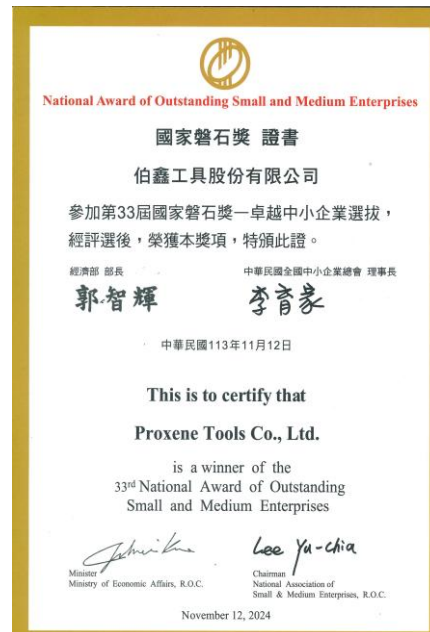 National Award of Outstanding Small and Medium Enterprises
國家磐石獎 證書
伯鑫工具股份有限公司
參加第33屆國家磐石獎—卓越中小企業選拔，
經評選後，榮獲本獎項，特頒此證。
經濟部 部長 中華民國全國中小企業總會 理事長
郭智輝 李育家
中華民國113年11月12日
This is to certify that
Proxene Tools Co., Ltd.
is a winner of the
33rd National Award of Outstanding
Small and Medium Enterprises
Lee Yu-chia
Minister Chairman
Ministry of Economic Affairs, R.O.C. National Association of
Small & Medium Enterprises, R.O.C.
November 12, 2024